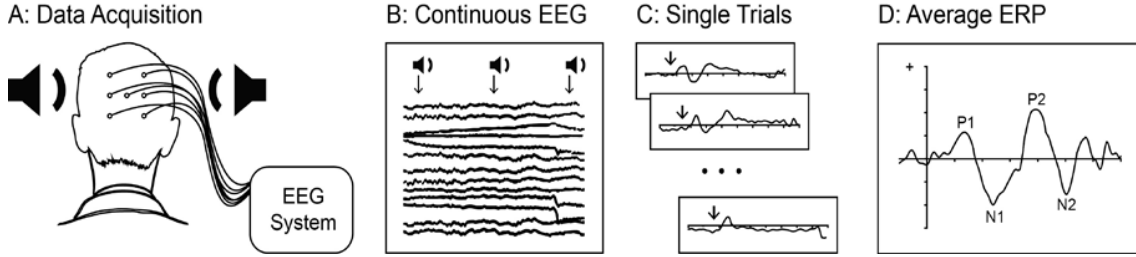 A: Data Acquisition
B: Continuous EEG
C: Single Trials
D: Average ERP
EEG
System
• • •
+
P1
P2
N1
N2